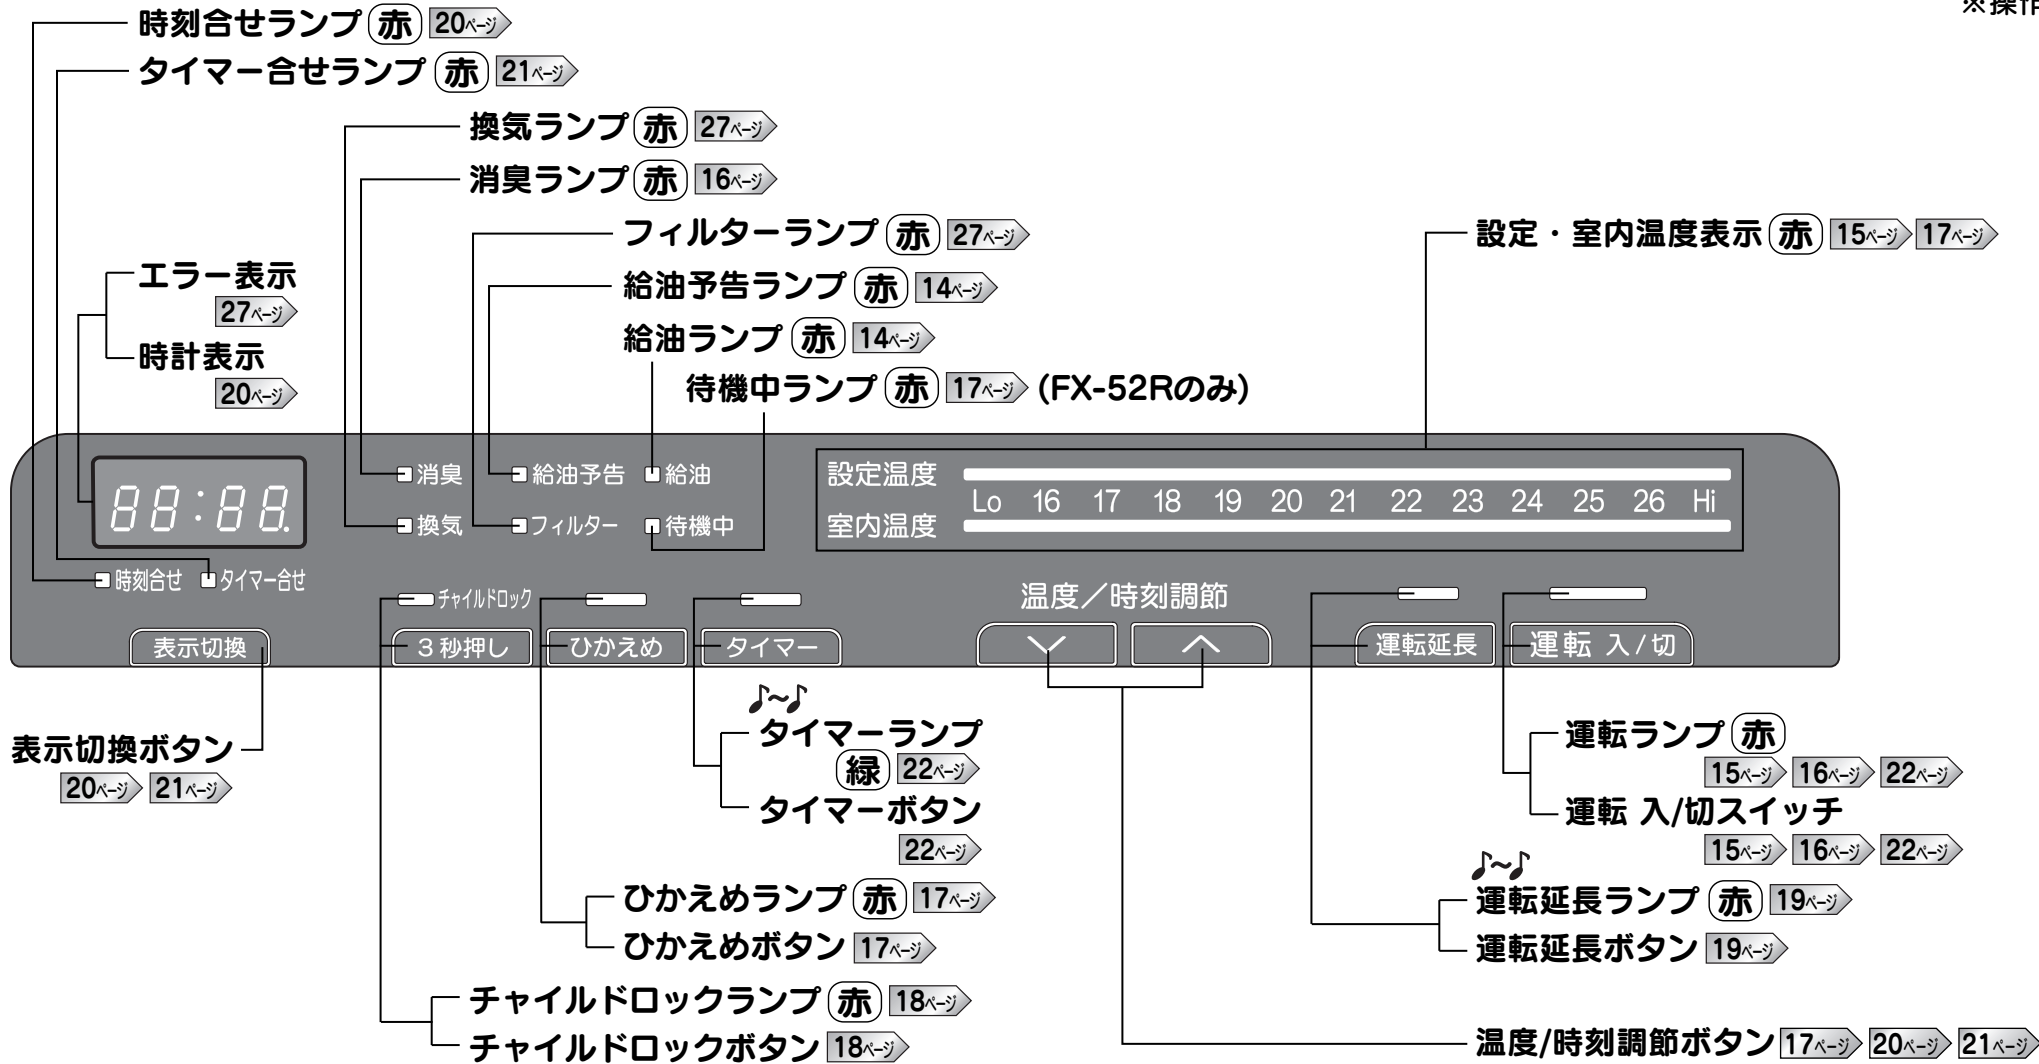 ※操作
時刻合せランプ 赤 20ページ
タイマー合せランプ 赤 21ページ
換気ランプ 赤 27ページ
消臭ランプ 赤 16ページ
フィルターランプ 赤 27ページ
設定・室内温度表示 赤 15ページ 17ページ
エラー表示
27ページ
給油予告ランプ 赤 14ページ
給油ランプ 赤 14ページ
時計表示
20ページ
待機中ランプ 赤 17ページ (FX-52Rのみ)
88:88.
消臭 給油予告 給油
換気 フィルター 待機中
設定温度
Lo 16 17 18 19 20 21 22 23 24 25 26 Hi
室内温度
時刻合せ タイマー合せ
チャイルドロック
温度／時刻調節
表示切換 3秒押し ひかえめ タイマー 運転延長 運転 入/切
♪~♪
タイマーランプ
緑 22ページ
タイマーボタン
22ページ
表示切換ボタン
20ページ 21ページ
運転ランプ 赤
15ページ 16ページ 22ページ
運転 入/切スイッチ
15ページ 16ページ 22ページ
ひかえめランプ 赤 17ページ
ひかえめボタン 17ページ
♪~♪
運転延長ランプ 赤 19ページ
運転延長ボタン 19ページ
チャイルドロックランプ 赤 18ページ
チャイルドロックボタン 18ページ
温度/時刻調節ボタン 17ページ 20ページ 21ページ